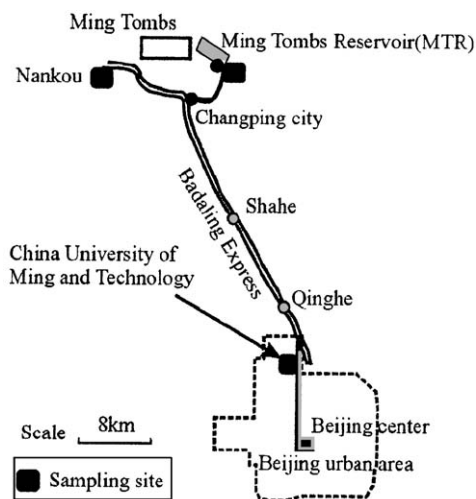 Ming Tombs
Ming Tombs Reservoir(MTR)
Nankou
Changping city
Badaling Express
Shahe
China University of
Ming and Technology
Qinghe
Beijing center
Scale 8km
Beijing urban area
Sampling site